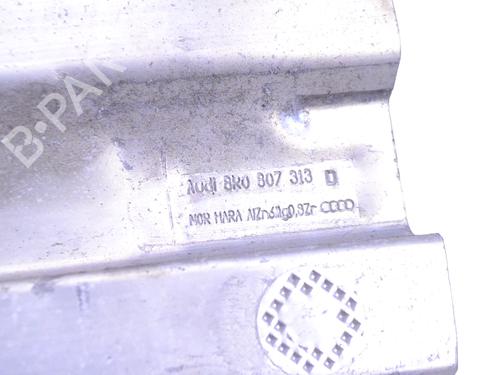 B-PAR
Audi 8K0 807 313 D
MOR MARA AlZn6Mg0,8Zr